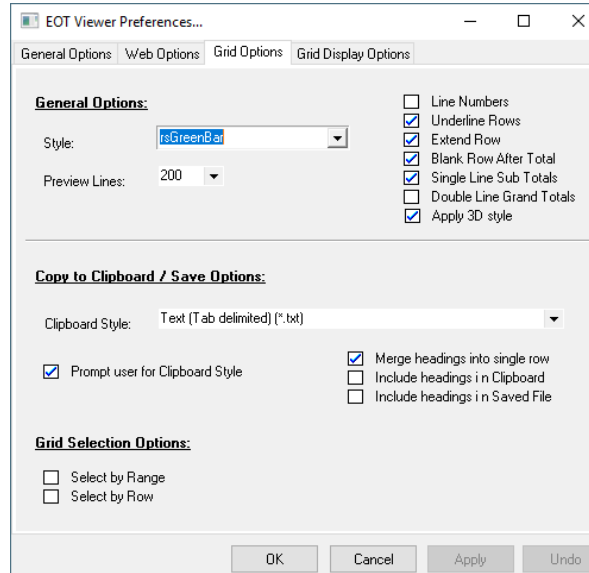 EOT Viewer Preferences...
General Options Web Options Grid Options Grid Display Options
General Options:
Style: rsGreenBar
Preview Lines: 200
Line Numbers
Underline Rows
Extend Row
Blank Row After Total
Single Line Sub Totals
Double Line Grand Totals
Apply 3D style
Copy to Clipboard / Save Options:
Clipboard Style: Text (Tab delimited) (*.txt)
Prompt user for Clipboard Style
Merge headings into single row
Include headings i n Clipboard
Include headings i n Saved File
Grid Selection Options:
Select by Range
Select by Row
OK Cancel Apply Undo